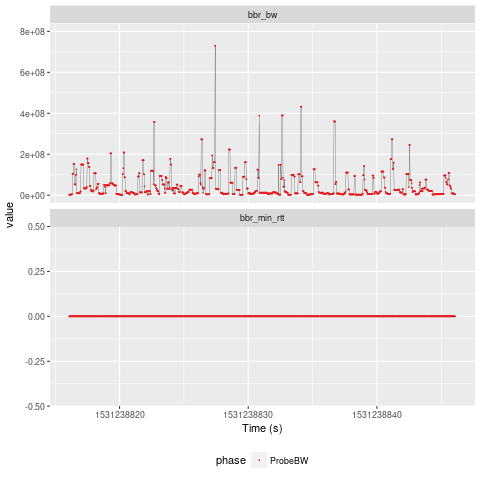 bbr_bw
8e+08
6e+08
4e+08
2e+08
0e+00
value
bbr_min_rtt
0.50
0.25
0.00
-0.25
-0.50
1531238820 1531238830 1531238840
Time (s)
phase ProbeBW